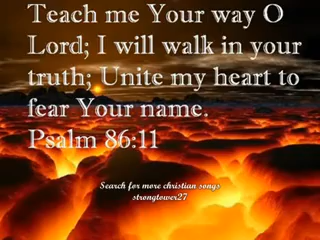 Teach me Your way O
Lord; I will walk in your
truth; Unite my heart to
fear Your name.
Psalm 86:11
Search for more christian songs
strongtower27